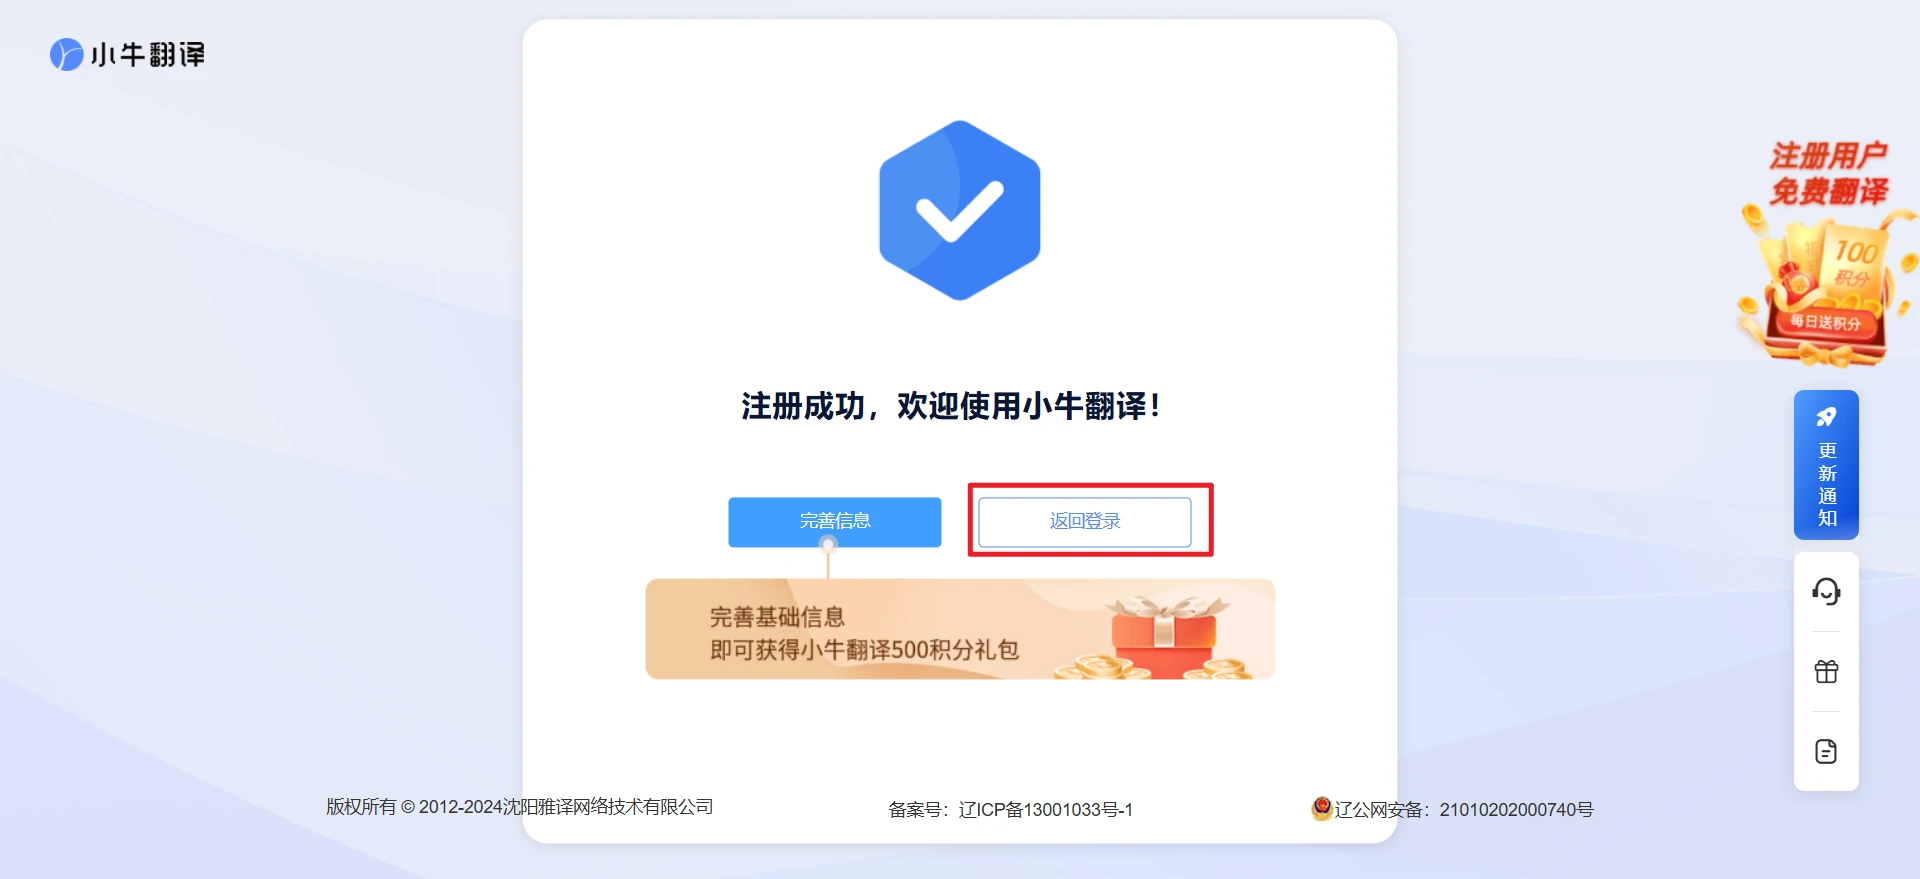 小牛翻译
注册用户
免费翻译
100
积分
每日送积分
注册成功，欢迎使用小牛翻译！
完善信息
返回登录
更新通知
完善基础信息
即可获得小牛翻译500积分礼包
版权所有 © 2012-2024沈阳雅译网络技术有限公司
备案号：辽ICP备13001033号-1
辽公网安备：21010202000740号